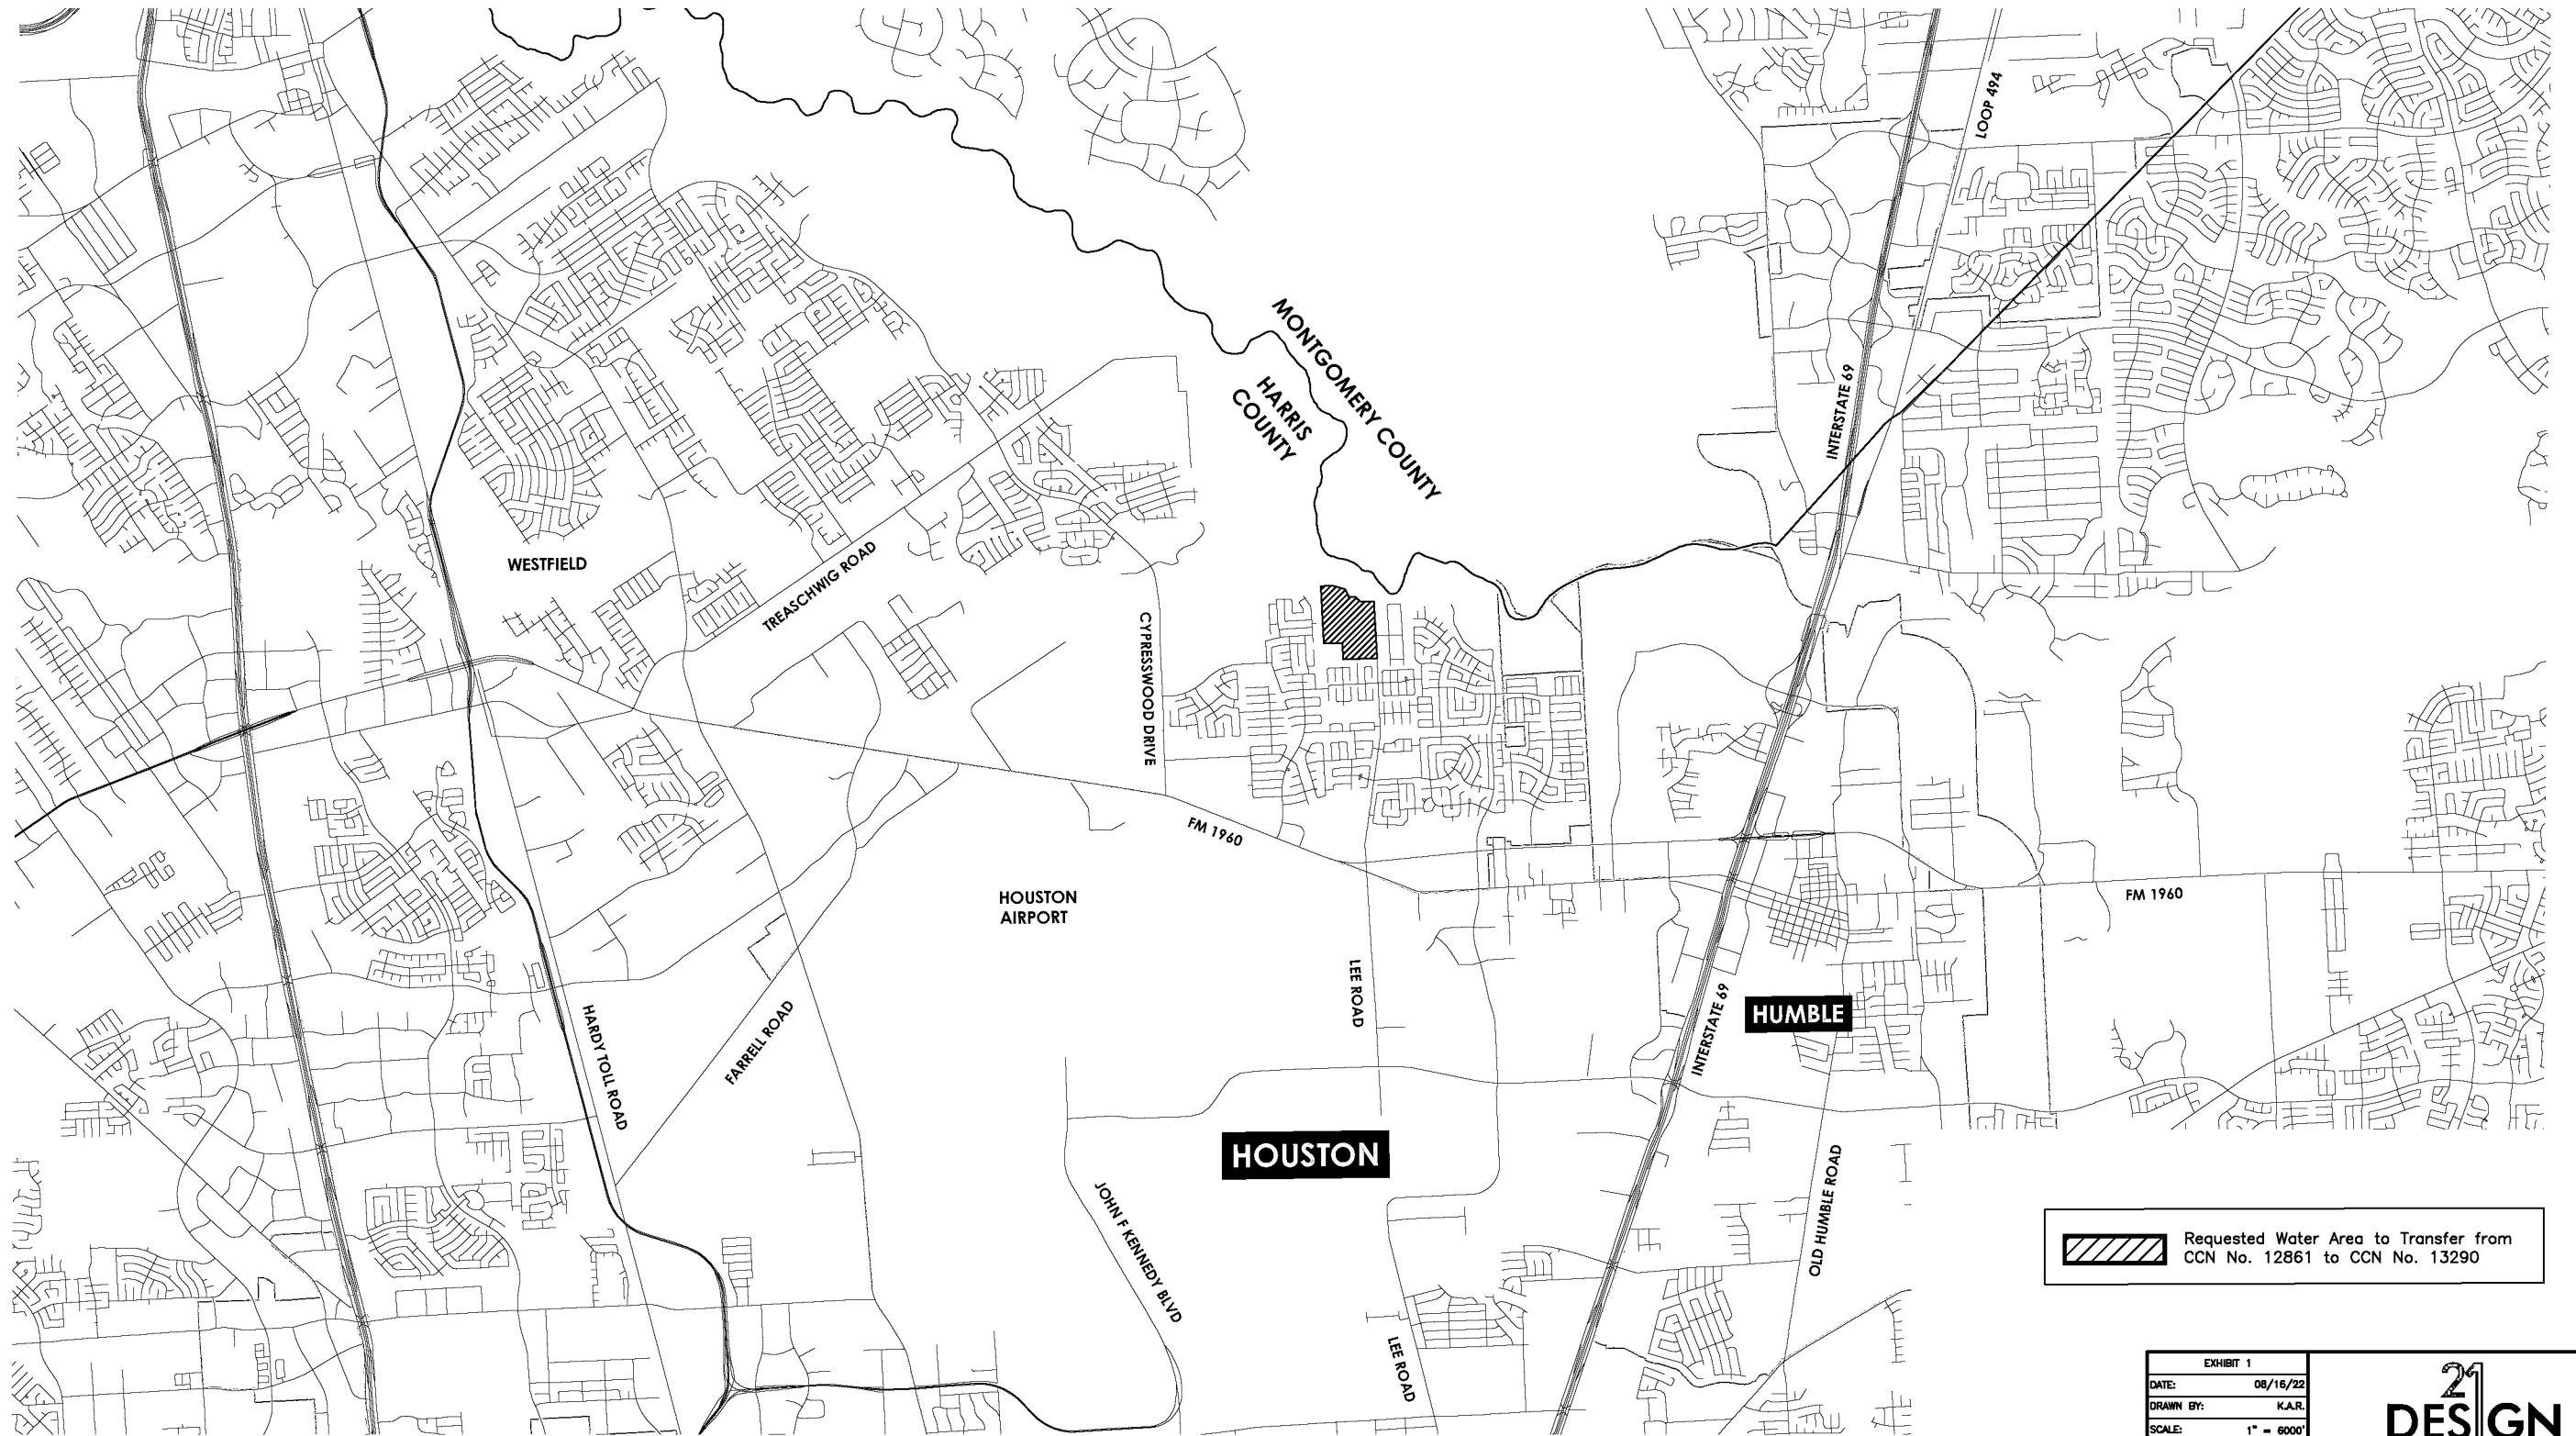 LOOP 494
MONTGOMERY COUNTY
HARRIS
COUNTY
INTERSTATE 69
WESTFIELD
TREASCHWIG ROAD
CYPRESSWOOD DRIVE
FM 1960
HOUSTON
AIRPORT
FM 1960
LEE ROAD
HARDY TOLL ROAD
FARRELL ROAD
INTERSTATE 69
HUMBLE
HOUSTON
JOHN F KENNEDY BLVD
OLD HUMBLE ROAD
LEE ROAD
Requested Water Area to Transfer from
CCN No. 12861 to CCN No. 13290
EXHIBIT 1
DATE: 08/16/22
DRAWN BY: K.A.R.
SCALE: 1" = 6000'
21
DESIGN